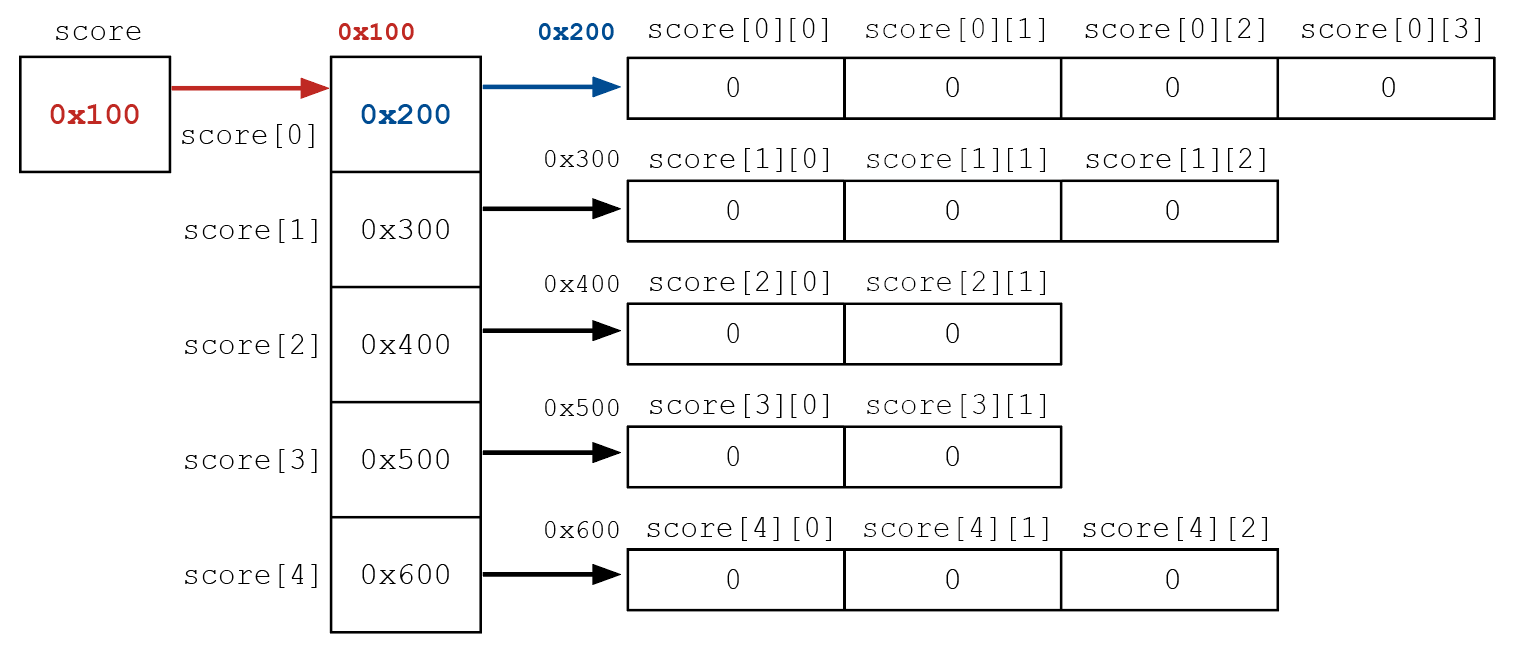 score 0x100 0x200 score[0][0] score[0][1] score[0][2] score[0][3]
0x100 0x200 0 0 0 0
score[0]
0x300 score[1][0] score[1][1] score[1][2]
score[1] 0x300 0 0 0
0x400 score[2][0] score[2][1]
score[2] 0x400 0 0
0x500 score[3][0] score[3][1]
score[3] 0x500 0 0
0x600 score[4][0] score[4][1] score[4][2]
score[4] 0x600 0 0 0